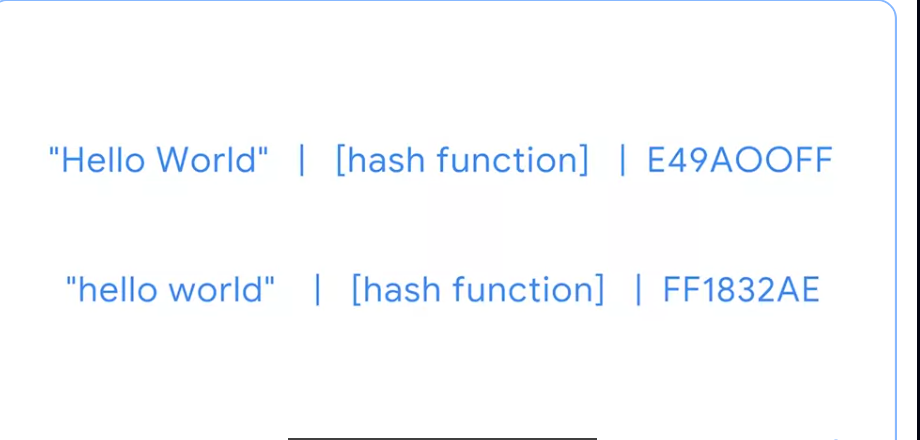 "Hello World" | [hash function] | E49AOOFF
"hello world" | [hash function] | FF1832AE